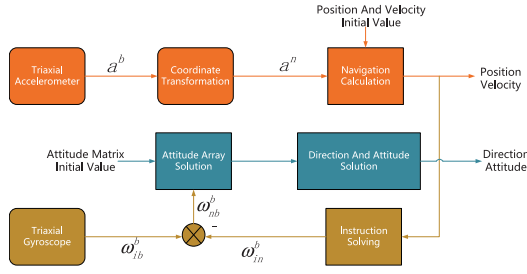 Position And Velocity
Initial Value
Triaxial
Accelerometer
a^b
Coordinate
Transformation
a^n
Navigation
Calculation
Position
Velocity
Attitude Matrix
Initial Value
Attitude Array
Solution
Direction And Attitude
Solution
Direction
Attitude
ω^b_nb
-
Triaxial
Gyroscope
ω^b_ib
ω^b_in
Instruction
Solving